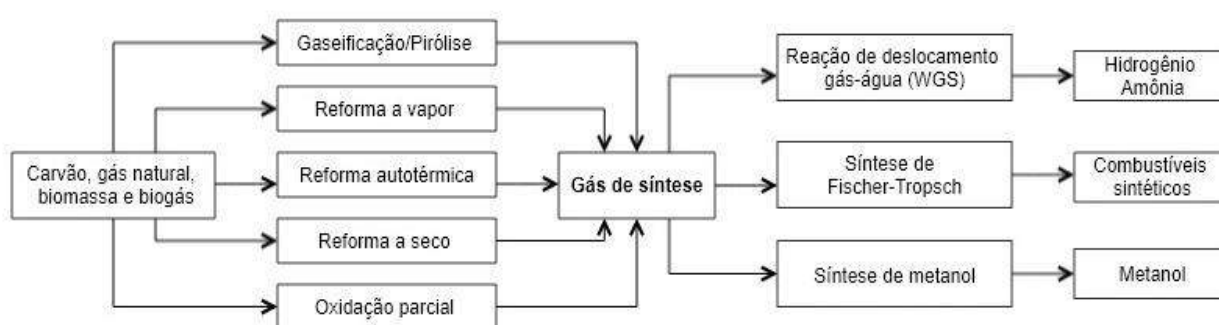 Carvão, gás natural,
biomassa e biogás
Gaseificação/Pirólise
Reforma a vapor
Reforma autotérmica
Reforma a seco
Oxidação parcial
Gás de síntese
Reação de deslocamento
gás-água (WGS)
Síntese de
Fischer-Tropsch
Síntese de metanol
Hidrogênio
Amônia
Combustíveis
sintéticos
Metanol